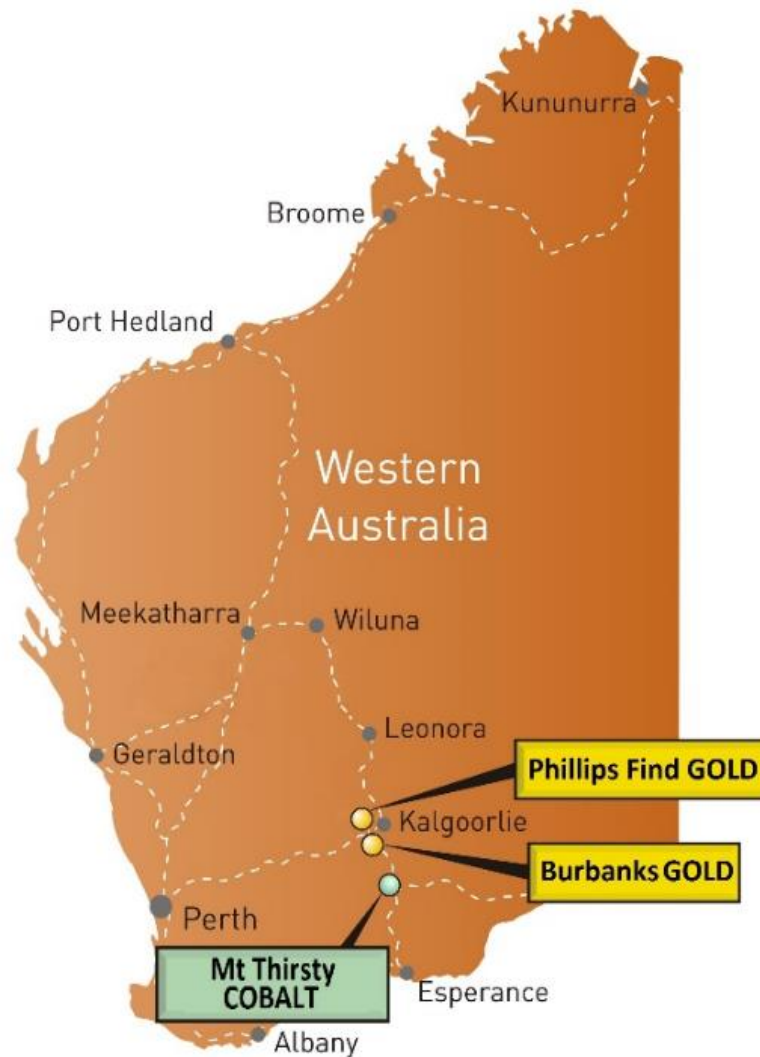 Kununurra
Broome
Port Hedland
Western
Australia
Meekatharra
Wiluna
Leonora
Geraldton
Phillips Find GOLD
Kalgoorlie
Burbanks GOLD
Perth
Mt Thirsty
COBALT
Esperance
Albany